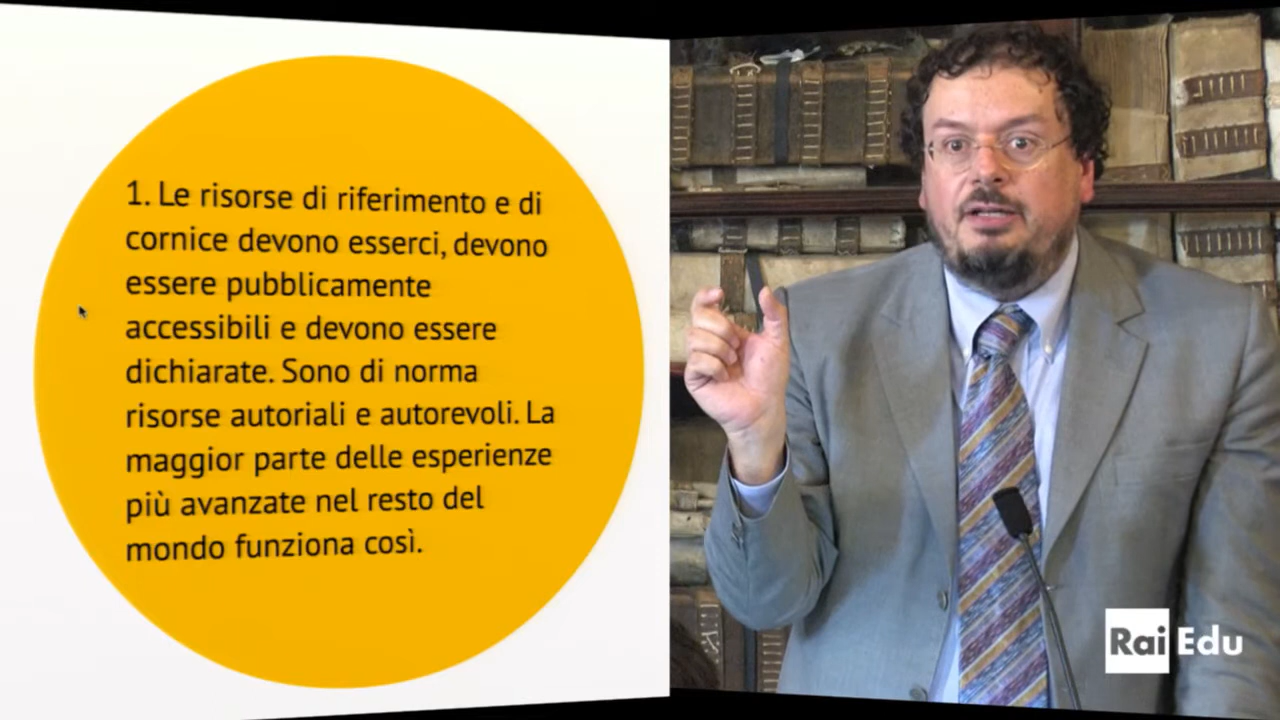 1. Le risorse di riferimento e di
cornice devono esserci, devono
essere pubblicamente
accessibili e devono essere
dichiarate. Sono di norma
risorse autoriali e autorevoli. La
maggior parte delle esperienze
più avanzate nel resto del
mondo funziona così.
Rai Edu